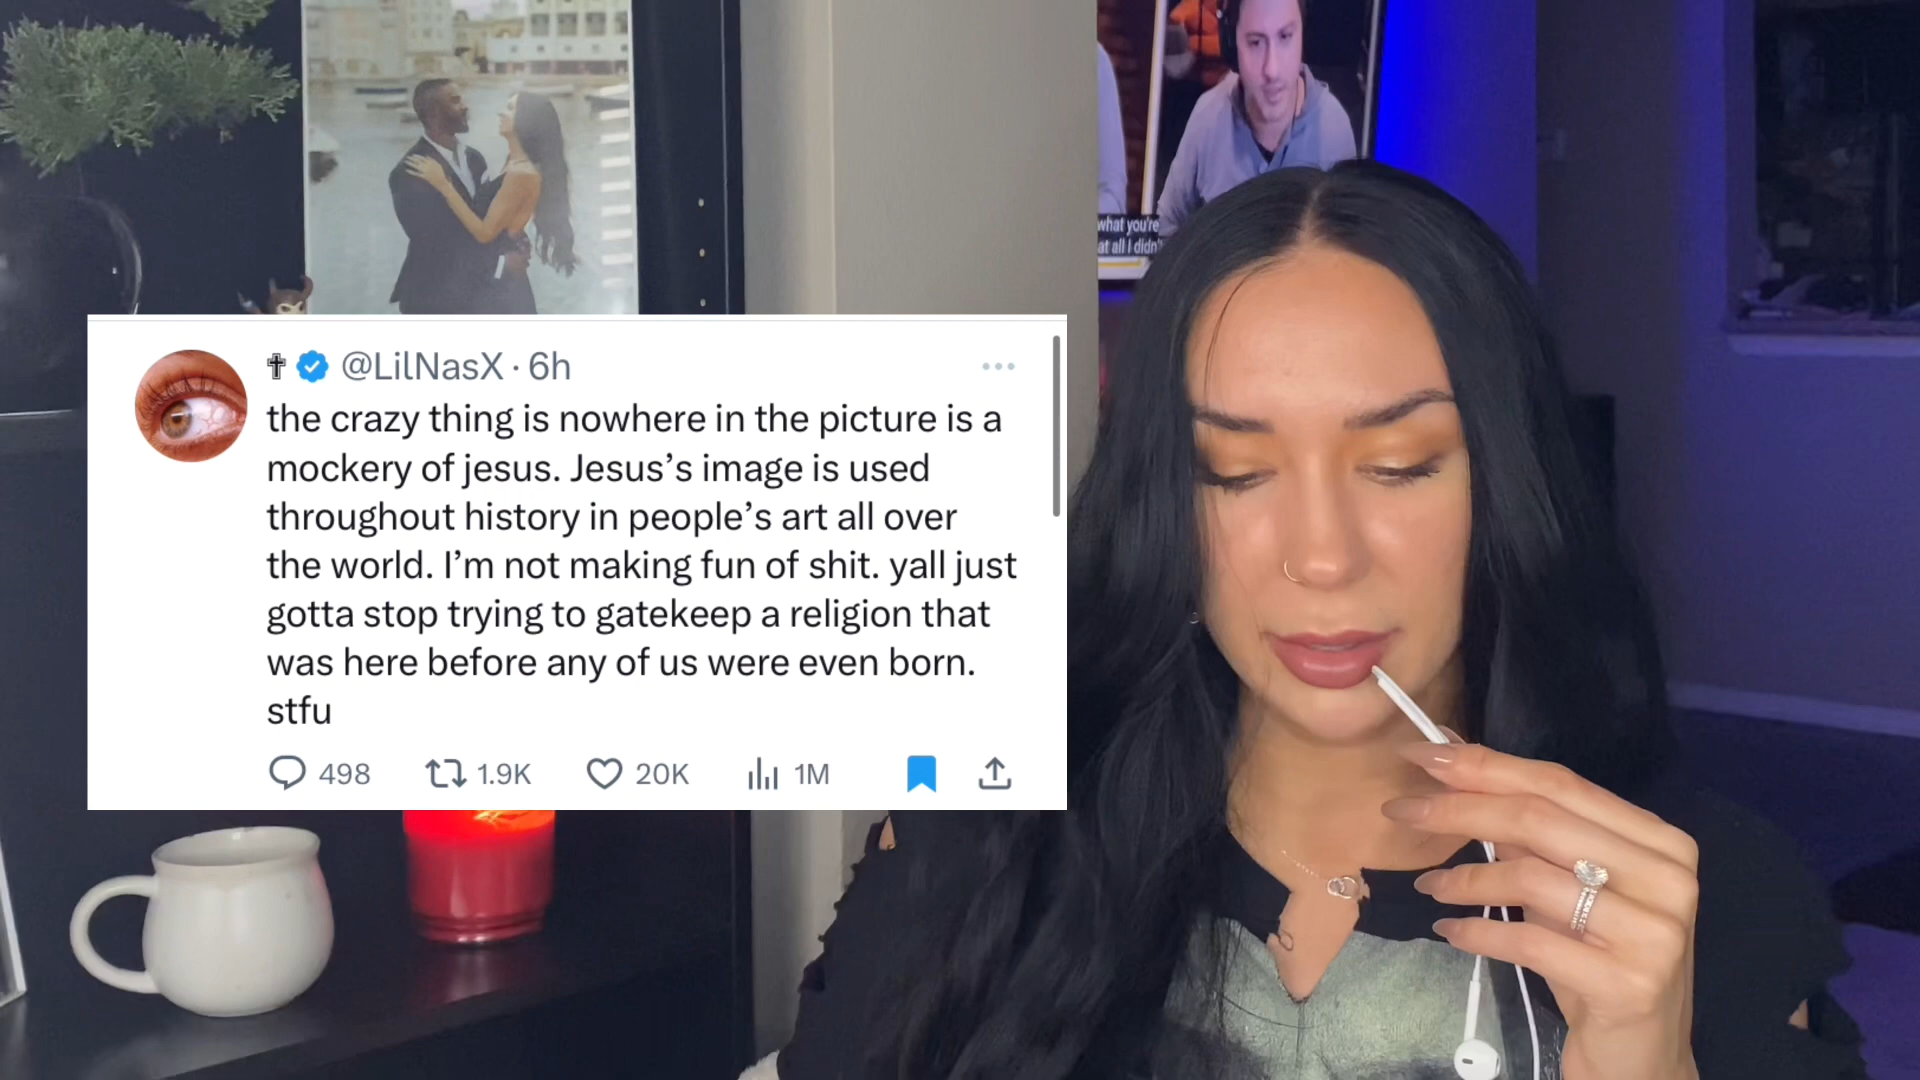 what you're
at all I didn'
✝ @LilNasX · 6h
the crazy thing is nowhere in the picture is a
mockery of jesus. Jesus’s image is used
throughout history in people’s art all over
the world. I’m not making fun of shit. yall just
gotta stop trying to gatekeep a religion that
was here before any of us were even born.
stfu
498 1.9K 20K 1M